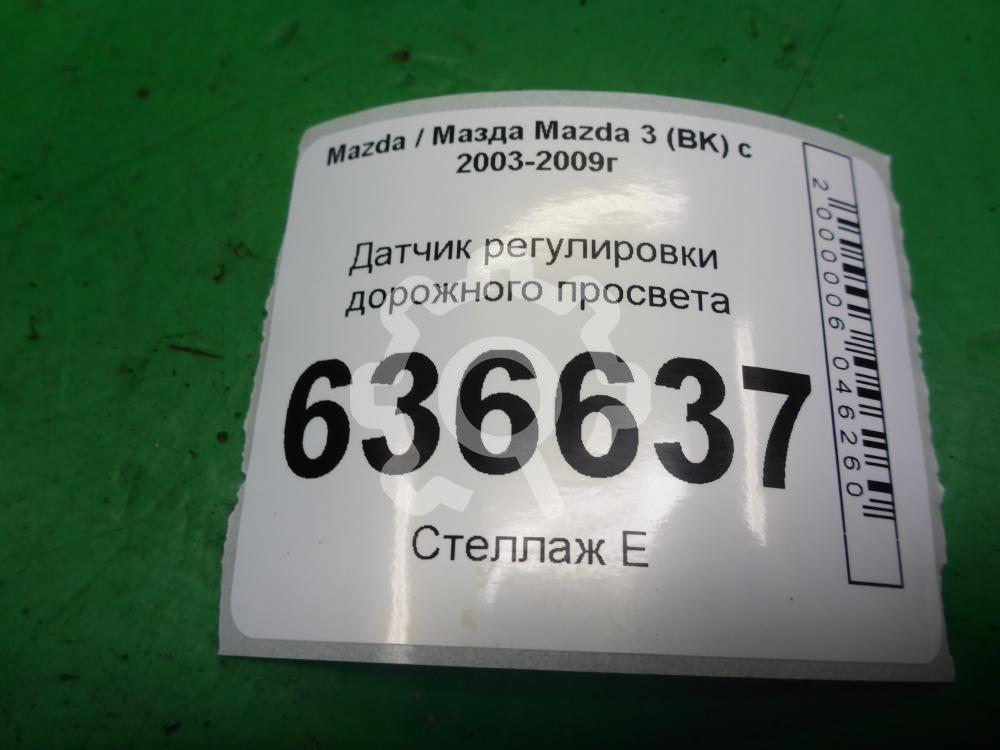 Mazda / Мазда Mazda 3 (BK) с
2003-2009г
Датчик регулировки
дорожного просвета
636637
Стеллаж Е
2000006046260